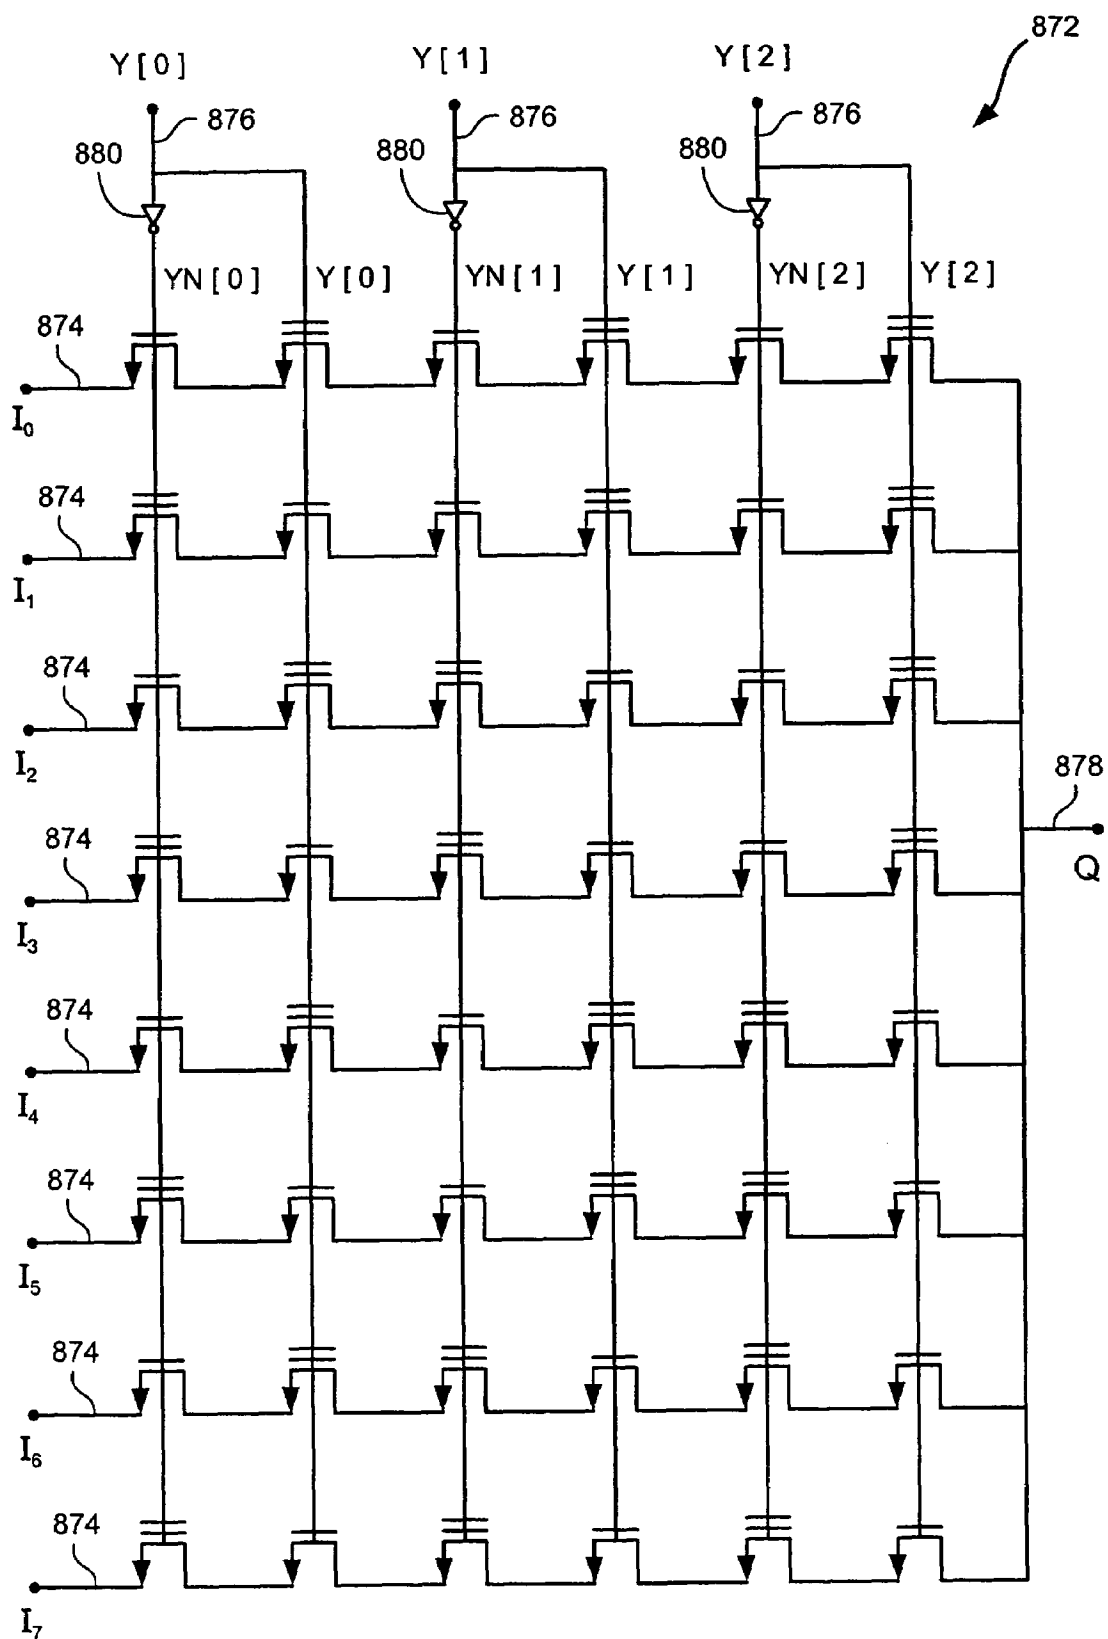 872
Y[0] Y[1] Y[2]
876 876 876
880 880 880
YN[0] Y[0] YN[1] Y[1] YN[2] Y[2]
874
I₀
874
I₁
874
I₂
878
874
Q
I₃
874
I₄
874
I₅
874
I₆
874
I₇